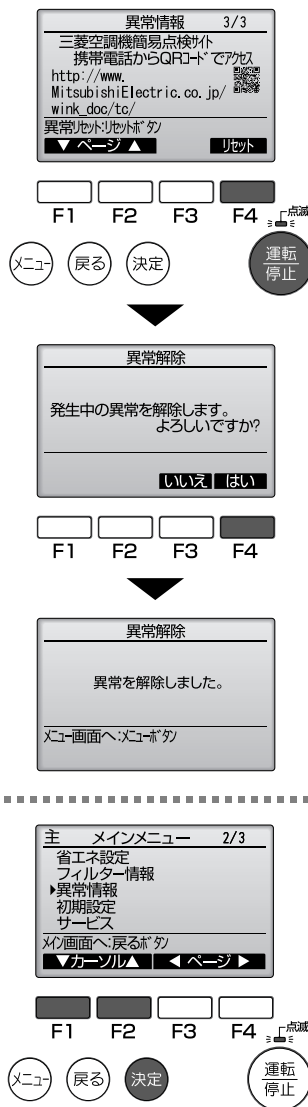 異常情報 3/3
三菱空調機簡易点検サイト
携帯電話からQRコードでアクセス
http://www.
MitsubishiElectric.co.jp/
wink_doc/tc/
異常リセット:リセットボタン
▼ ページ ▲ リセット
F1 F2 F3 F4 点滅
メニュー 戻る 決定 運転
停止
異常解除
発生中の異常を解除します。
よろしいですか?
いいえ はい
F1 F2 F3 F4
異常解除
異常を解除しました。
メニュー画面へ:メニューボタン
主 メインメニュー 2/3
省エネ設定
フィルター情報
▶異常情報
初期設定
サービス
メイン画面へ:戻るボタン
▼カーソル▲ ◀ ページ ▶
F1 F2 F3 F4 点滅
メニュー 戻る 決定 運転
停止